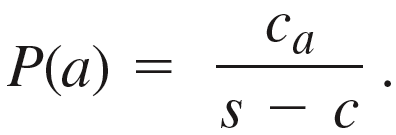 P(a) = c_a / (s − c) .